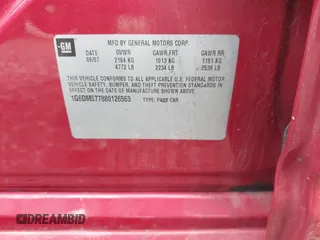 GM
MFD BY GENERAL MOTORS CORP.
DATE GVWR GAWR FRT GAWR RR
09/07 2164 KG 1013 KG 1151 KG
4772 LB 2234 LB 2538 LB
THIS VEHICLE CONFORMS TO ALL APPLICABLE U.S. FEDERAL MOTOR
VEHICLE SAFETY, BUMPER, AND THEFT PREVENTION STANDARDS
IN EFFECT ON THE DATE OF MANUFACTURE SHOWN ABOVE.
1G6DM577880126563 TYPE: PASS CAR
DREAMBID